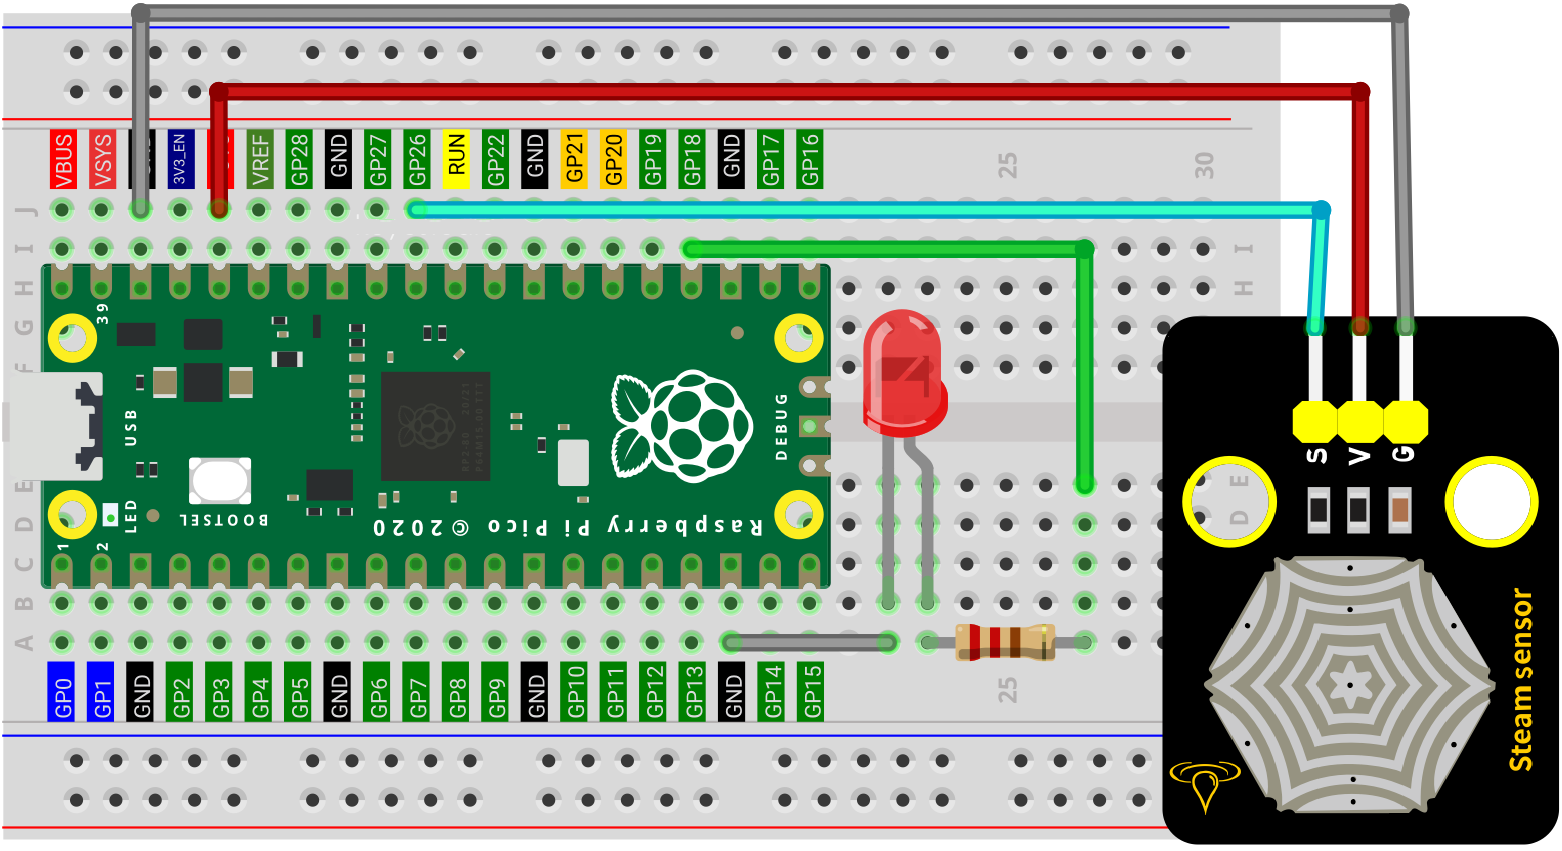 VBUS
VSYS
3V3_EN
VREF
GP28
GND
GP27
GP26
RUN
GP22
GND
GP21
GP20
GP19
GP18
GND
GP17
GP16
25
30
J
I
H
G
F
E
D
C
B
A
I
H
E
D
39
USB
LED
1
2
BOOTSEL
Raspberry Pi Pico © 2020
DEBUG
S
V
G
Steam sensor
GP0
GP1
GND
GP2
GP3
GP4
GP5
GND
GP6
GP7
GP8
GP9
GND
GP10
GP11
GP12
GP13
GND
GP14
GP15
25